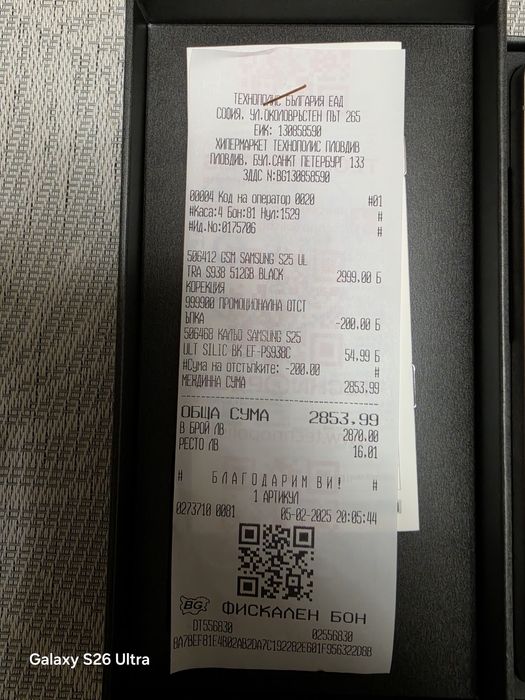 ТЕХНОПОЛИС БЪЛГАРИЯ ЕАД
СОФИЯ, УЛ.ОКОЛОВРЪСТЕН ПЪТ 265
ЕИК: 130858590
ХИПЕРМАРКЕТ ТЕХНОПОЛИС ПЛОВДИВ
ПЛОВДИВ, БУЛ.САНКТ ПЕТЕРБУРГ 133
ЗДДС N:BG130858590
00004 Код на оператор 0020 #01
#Каса:4 Бон:81 Нул:1529 #
#Ид.No:0175706 #
506412 GSM SAMSUNG S25 UL
TRA S938 512GB BLACK 2999.00 Б
КОРЕКЦИЯ
999900 ПРОМОЦИОНАЛНА ОТСТ
ЪПКА -200.00 Б
506468 КАЛЪФ SAMSUNG S25
ULT SILIC BK EF-PS938C 54.99 Б
#Сума на отстъпките: -200.00 #
МЕЖДИННА СУМА 2853.99
ОБЩА СУМА 2853.99
В БРОЙ ЛВ 2870.00
РЕСТО ЛВ 16.01
# БЛАГОДАРИМ ВИ! #
1 АРТИКУЛ
0273710 0081 05-02-2025 20:05:44
BG
ФИСКАЛЕН БОН
DT556830 02556830
Galaxy S26 Ultra